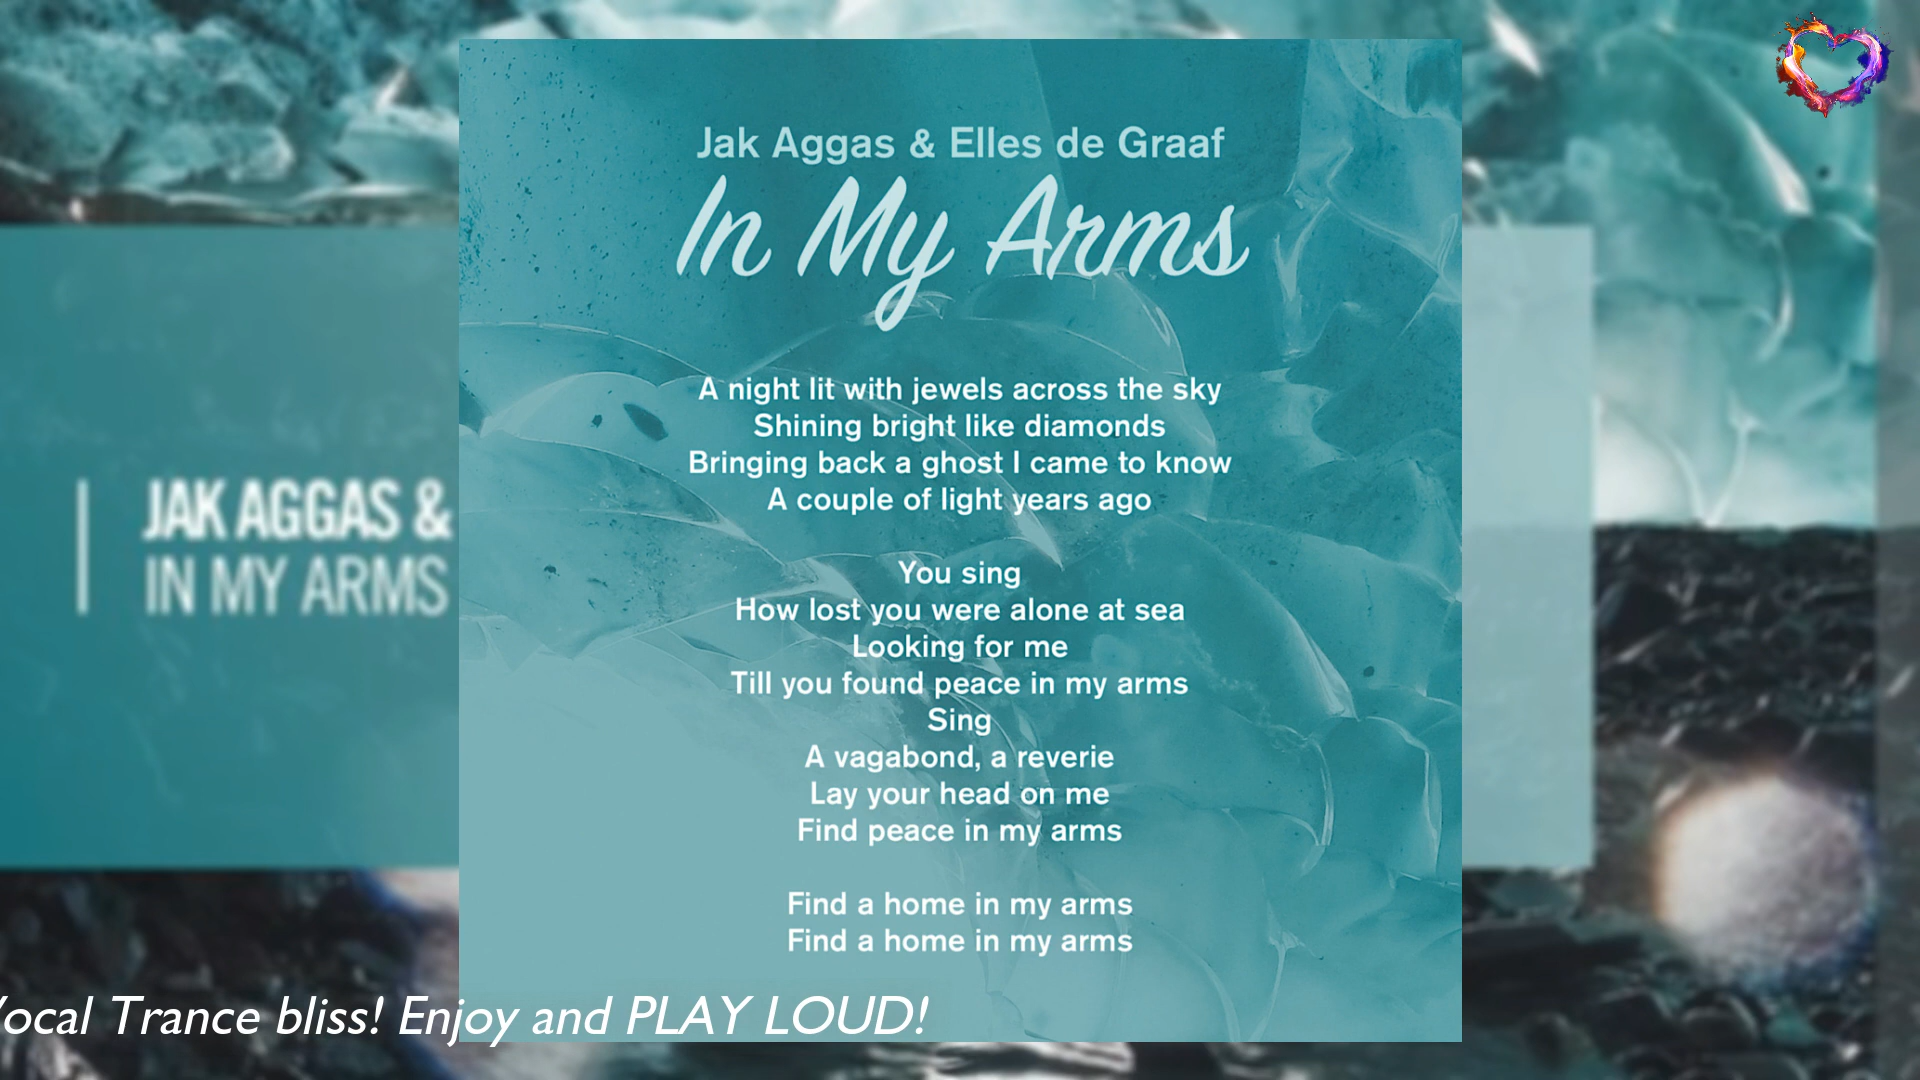 Jak Aggas & Elles de Graaf
In My Arms
A night lit with jewels across the sky
Shining bright like diamonds
Bringing back a ghost I came to know
A couple of light years ago
You sing
How lost you were alone at sea
Looking for me
Till you found peace in my arms
Sing
A vagabond, a reverie
Lay your head on me
Find peace in my arms
Find a home in my arms
Find a home in my arms
JAK AGGAS &
IN MY ARMS
Vocal Trance bliss! Enjoy and PLAY LOUD!